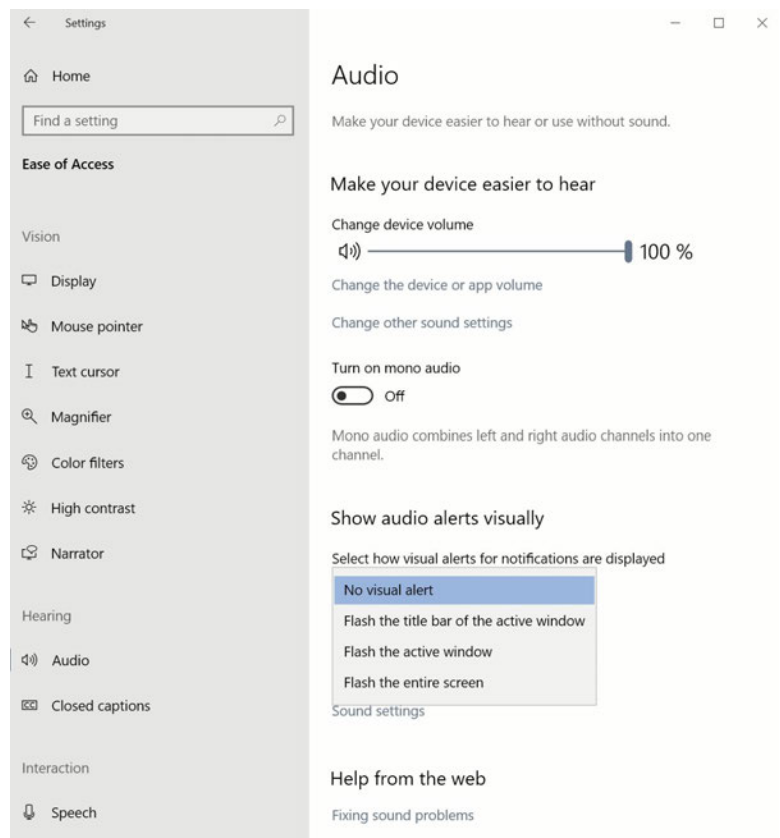 Settings
Home
Find a setting
Ease of Access
Vision
Display
Mouse pointer
Text cursor
Magnifier
Color filters
High contrast
Narrator
Hearing
Audio
Closed captions
Interaction
Speech
Audio
Make your device easier to hear or use without sound.
Make your device easier to hear
Change device volume
100 %
Change the device or app volume
Change other sound settings
Turn on mono audio
Off
Mono audio combines left and right audio channels into one
channel.
Show audio alerts visually
Select how visual alerts for notifications are displayed
No visual alert
Flash the title bar of the active window
Flash the active window
Flash the entire screen
Sound settings
Help from the web
Fixing sound problems